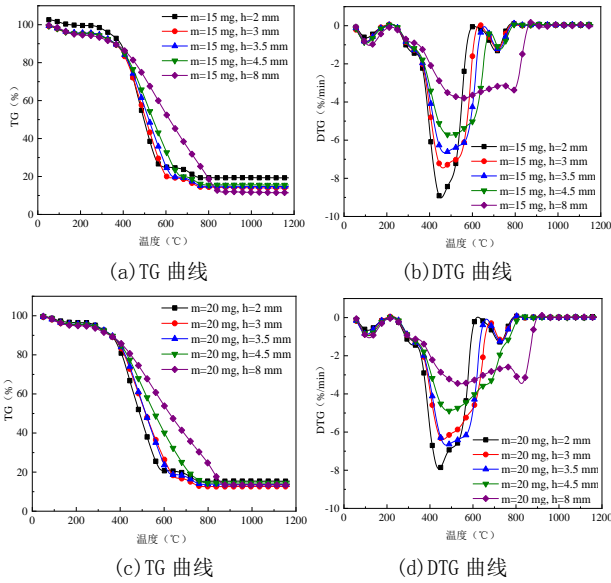 m=15 mg, h=2 mm
m=15 mg, h=3 mm
m=15 mg, h=3.5 mm
m=15 mg, h=4.5 mm
m=15 mg, h=8 mm
TG (%)
100
80
60
40
20
0
0 200 400 600 800 1000 1200
温度（℃）
(a)TG 曲线
m=15 mg, h=2 mm
m=15 mg, h=3 mm
m=15 mg, h=3.5 mm
m=15 mg, h=4.5 mm
m=15 mg, h=8 mm
DTG (%/min)
0
-2
-4
-6
-8
-10
0 200 400 600 800 1000 1200
温度（℃）
(b)DTG 曲线
m=20 mg, h=2 mm
m=20 mg, h=3 mm
m=20 mg, h=3.5 mm
m=20 mg, h=4.5 mm
m=20 mg, h=8 mm
TG (%)
100
80
60
40
20
0
0 200 400 600 800 1000 1200
温度（℃）
(c)TG 曲线
m=20 mg, h=2 mm
m=20 mg, h=3 mm
m=20 mg, h=3.5 mm
m=20 mg, h=4.5 mm
m=20 mg, h=8 mm
DTG (%/min)
0
-2
-4
-6
-8
-10
0 200 400 600 800 1000 1200
温度（℃）
(d)DTG 曲线